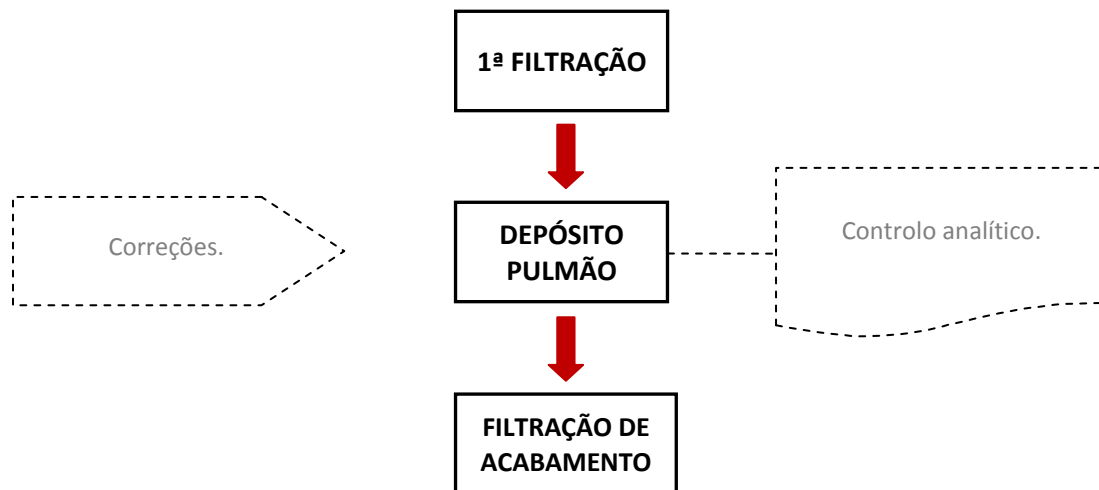 1ª FILTRAÇÃO
Correções.
DEPÓSITO
PULMÃO
Controlo analítico.
FILTRAÇÃO DE
ACABAMENTO